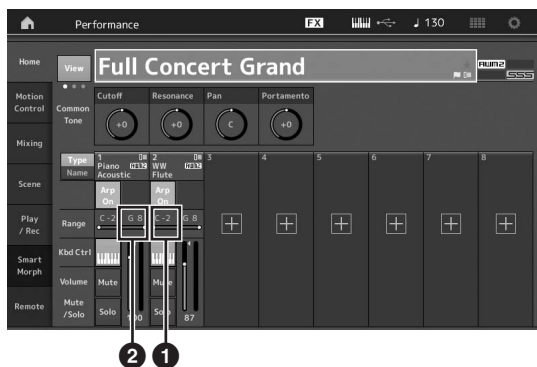 Performance
FX
130
Home
View
Full Concert Grand
AWM2
Motion Control
Common Tone
Cutoff Resonance Pan Portamento
+0 +0 C +0
Mixing
Type
Name
1 2 3 4 5 6 7 8
Piano AWM2 WW AWM2
Acoustic Flute
Scene
Arp On Arp On
Play / Rec
Range
C -2 G 8 C -2 G 8
Smart Morph
Kbd Ctrl
Volume
Mute Mute
Remote
Mute /Solo
Solo 100 Solo 87
2 1